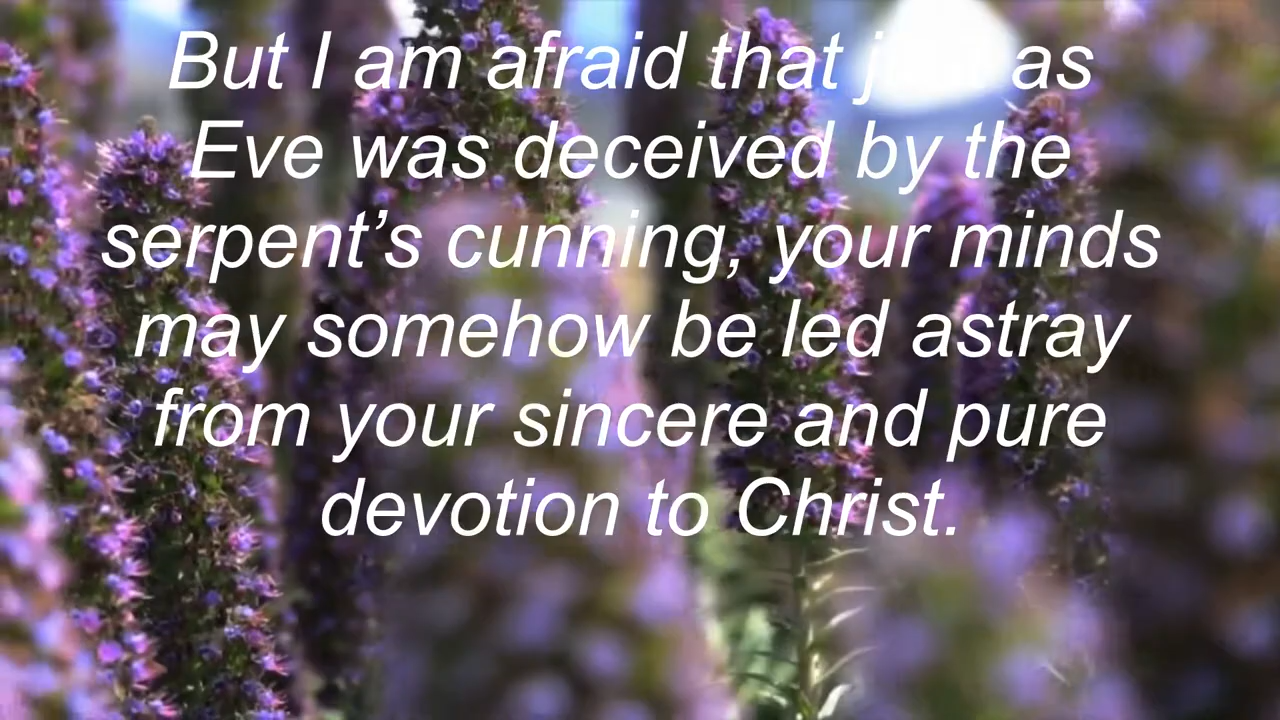 But I am afraid that just as
Eve was deceived by the
serpent’s cunning, your minds
may somehow be led astray
from your sincere and pure
devotion to Christ.